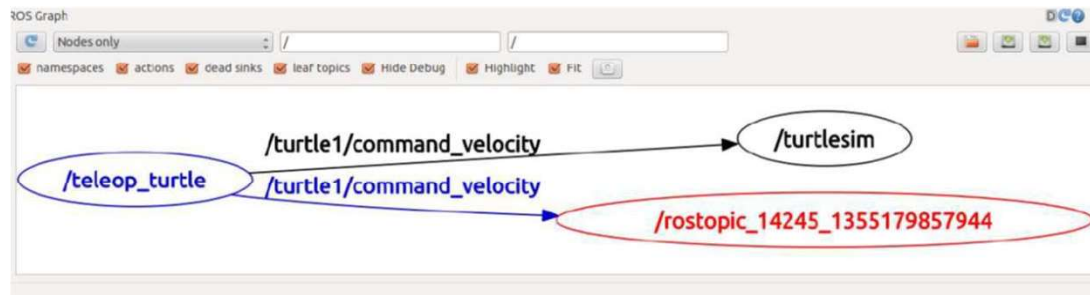 ROS Graph
DC?
Nodes only / /
namespaces actions dead sinks leaf topics Hide Debug Highlight Fit
/turtle1/command_velocity /turtlesim
/teleop_turtle /turtle1/command_velocity
/rostopic_14245_1355179857944